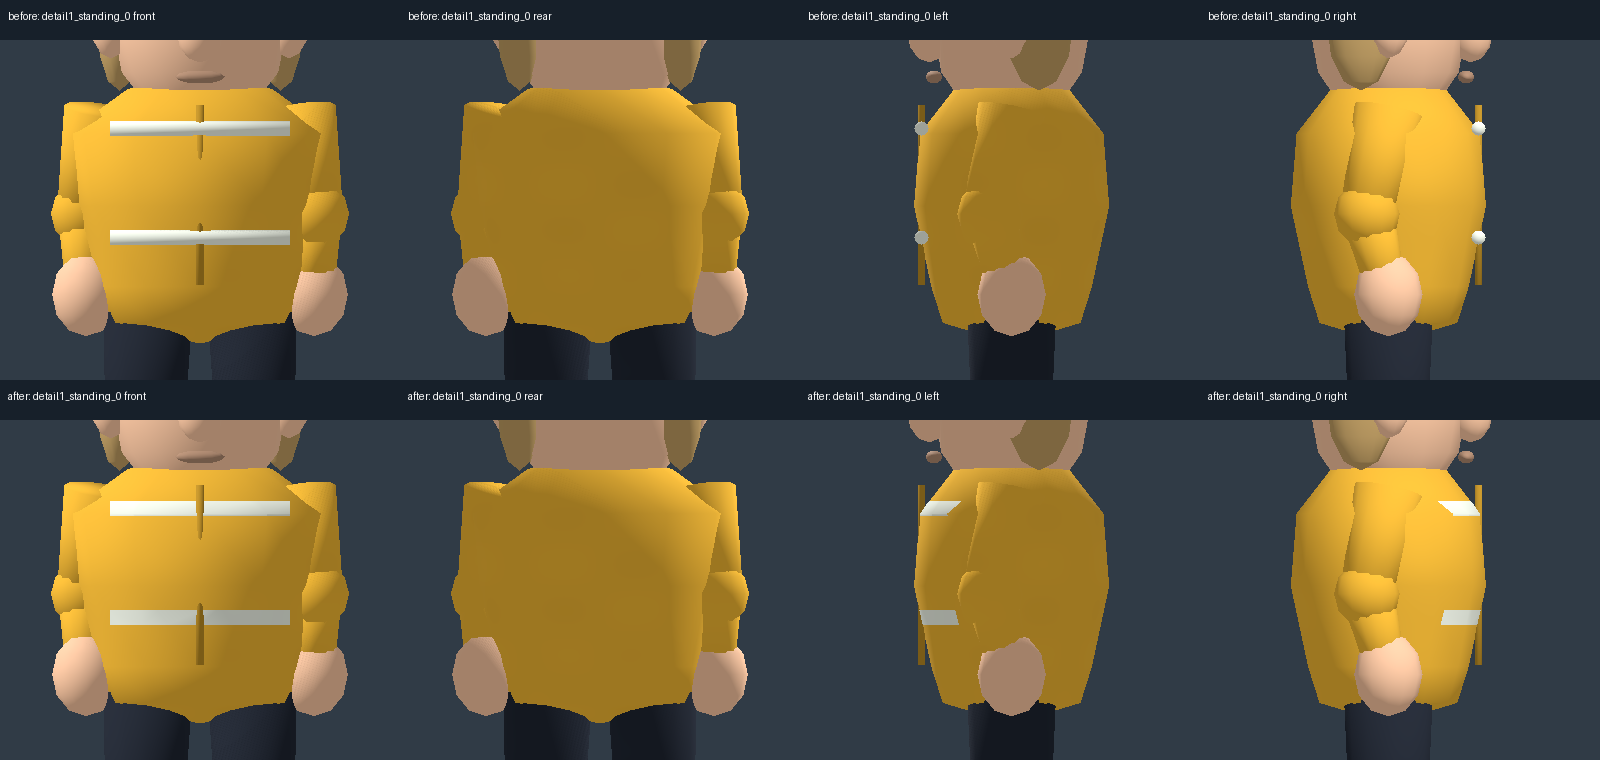 before: detail1_standing_0 front
before: detail1_standing_0 rear
before: detail1_standing_0 left
before: detail1_standing_0 right
after: detail1_standing_0 front
after: detail1_standing_0 rear
after: detail1_standing_0 left
after: detail1_standing_0 right